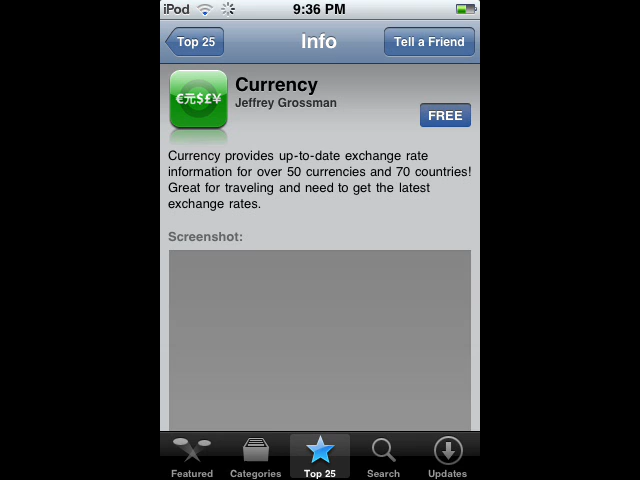 iPod 9:36 PM
Top 25 Info Tell a Friend
€元$£¥
Currency
Jeffrey Grossman
FREE
Currency provides up-to-date exchange rate
information for over 50 currencies and 70 countries!
Great for traveling and need to get the latest
exchange rates.
Screenshot:
Featured Categories Top 25 Search Updates